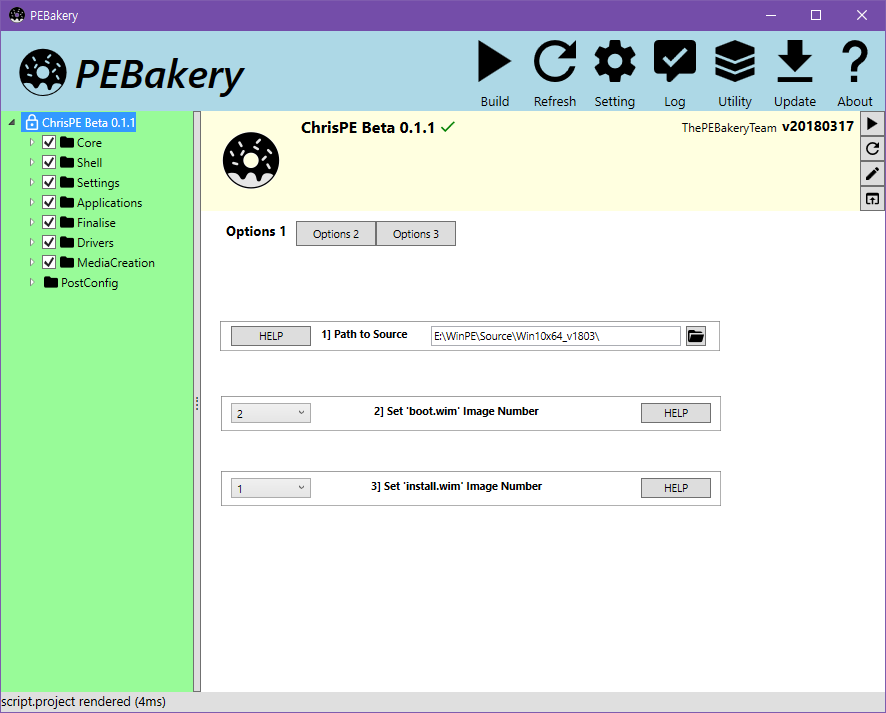 PEBakery
PEBakery
Build Refresh Setting Log Utility Update About
ChrisPE Beta 0.1.1
Core
Shell
Settings
Applications
Finalise
Drivers
MediaCreation
PostConfig
ChrisPE Beta 0.1.1
ThePEBakeryTeam v20180317
Options 1 Options 2 Options 3
HELP 1] Path to Source E:\WinPE\Source\Win10x64_v1803\
2 2] Set 'boot.wim' Image Number HELP
1 3] Set 'install.wim' Image Number HELP
script.project rendered (4ms)